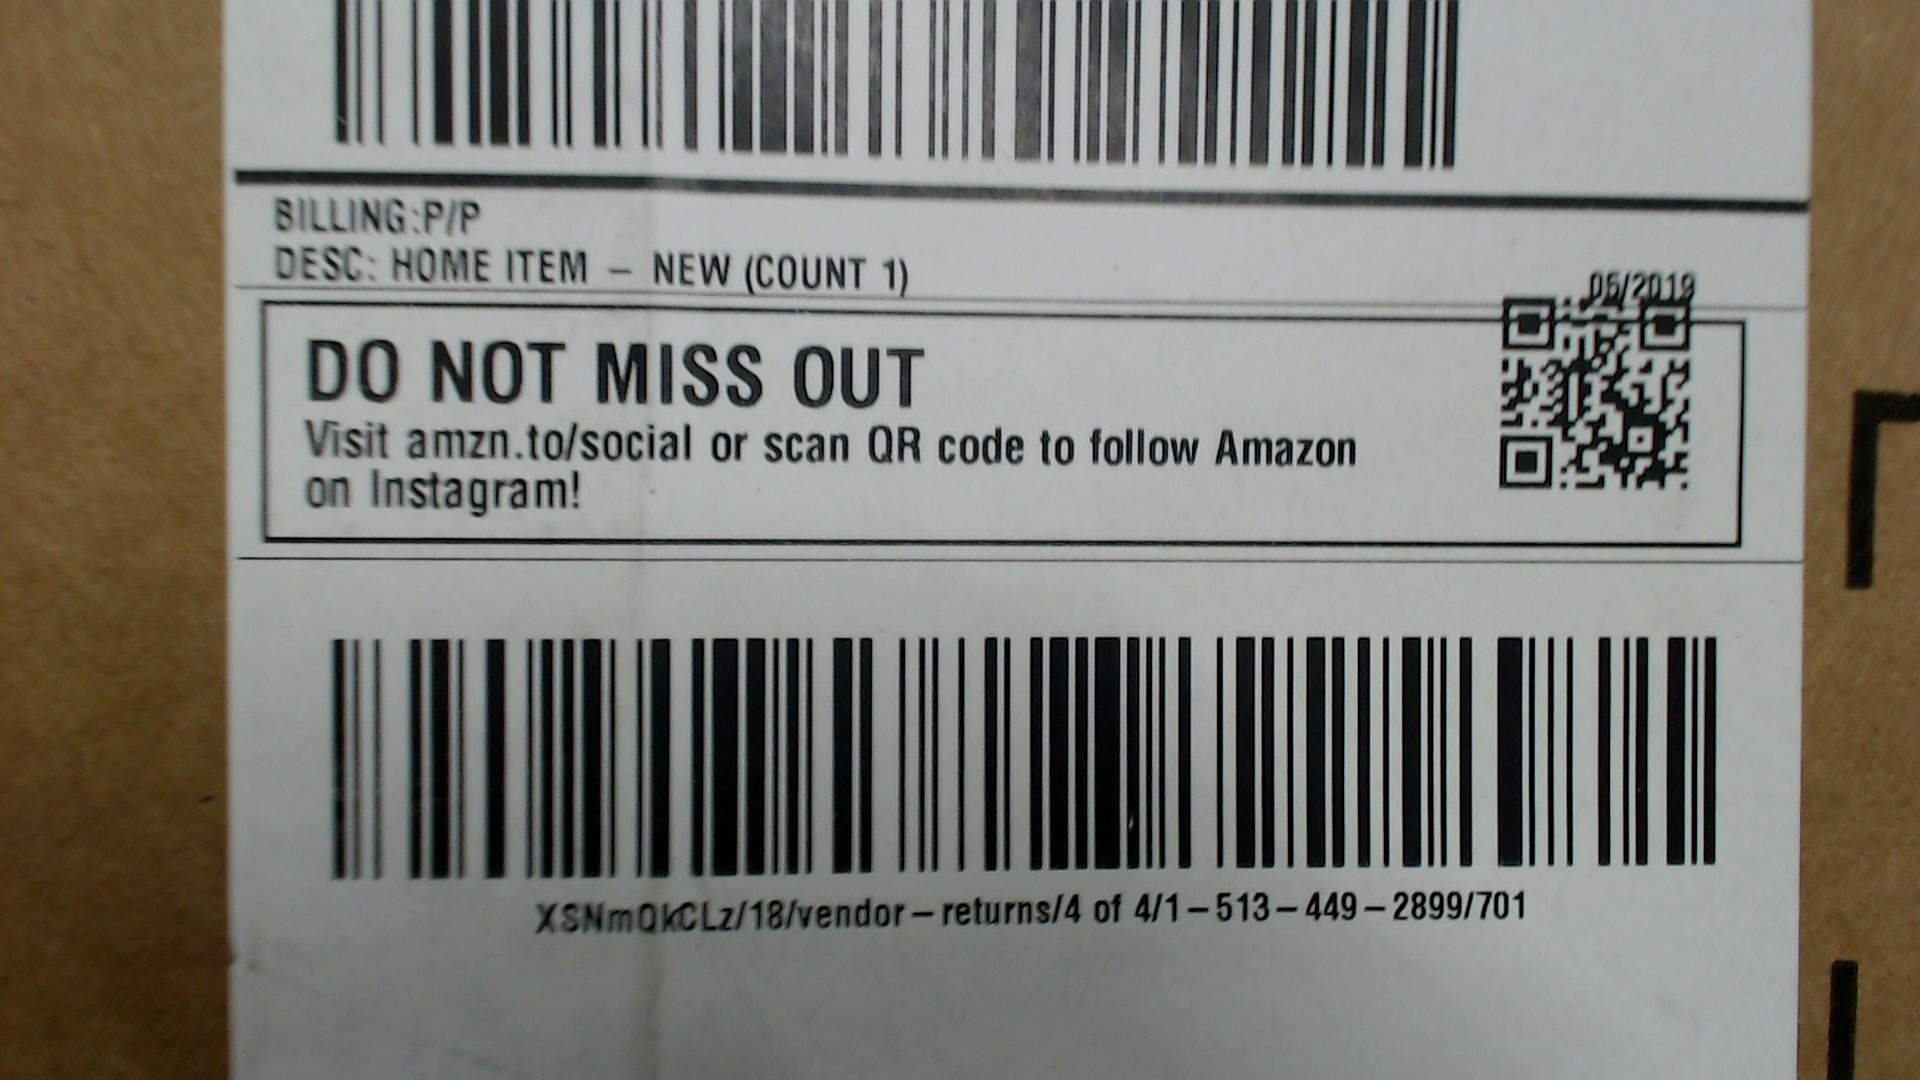 BILLING:P/P
DESC: HOME ITEM – NEW (COUNT 1)
05/2019
DO NOT MISS OUT
Visit amzn.to/social or scan QR code to follow Amazon
on Instagram!
XSNmQkCLz/18/vendor–returns/4 of 4/1–513–449–2899/701